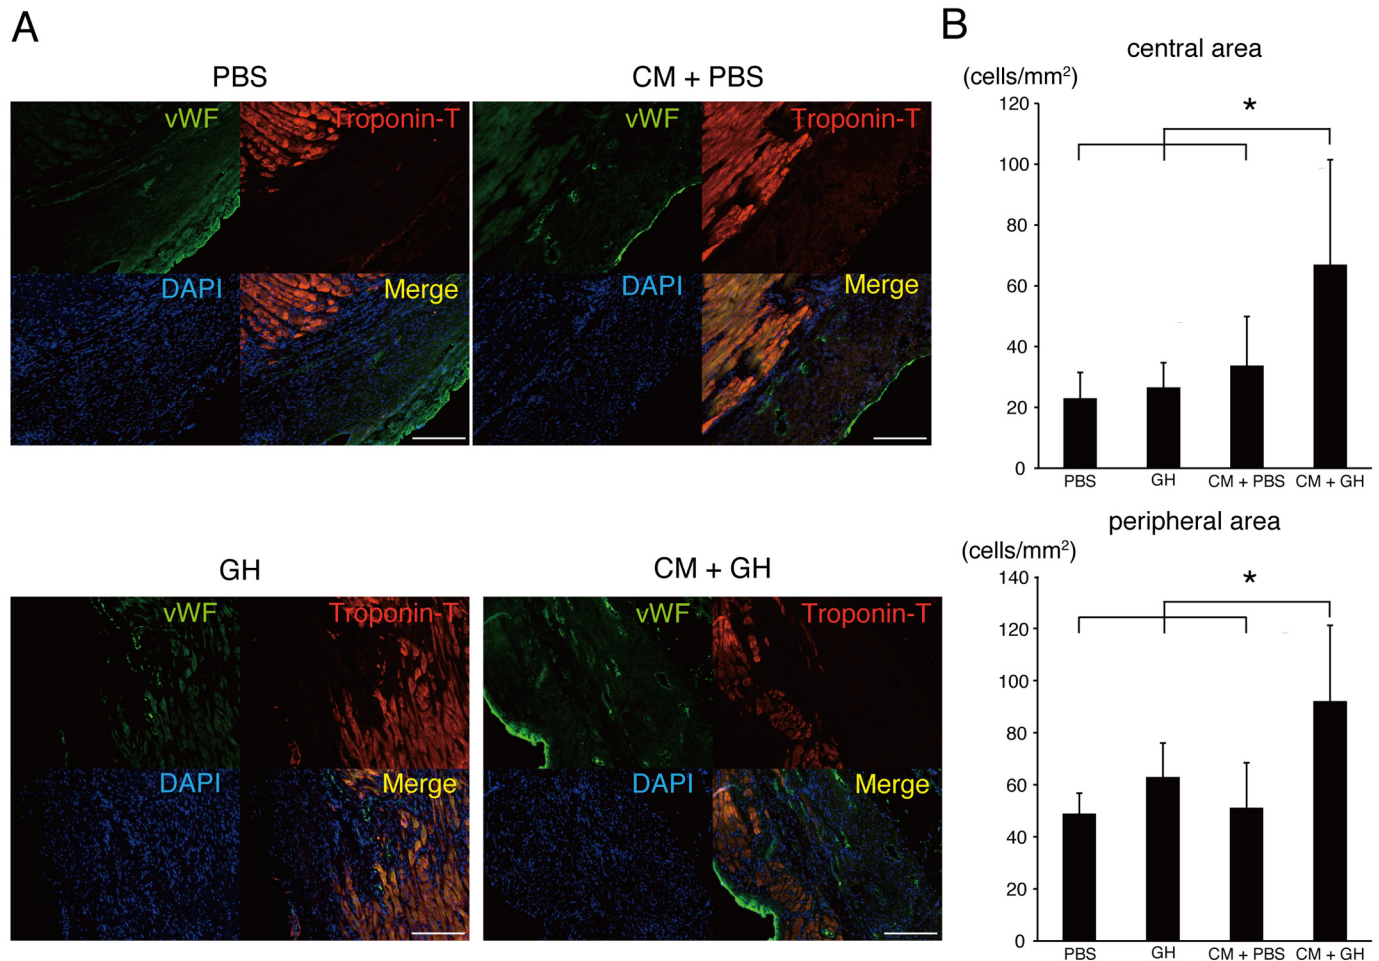 A
PBS
CM + PBS
vWF
Troponin-T
vWF
Troponin-T
DAPI
Merge
DAPI
Merge
GH
CM + GH
vWF
Troponin-T
vWF
Troponin-T
DAPI
Merge
DAPI
Merge
B
central area
(cells/mm²)
*
120
100
80
60
40
20
0
PBS
GH
CM + PBS
CM + GH
peripheral area
(cells/mm²)
*
140
120
100
80
60
40
20
0
PBS
GH
CM + PBS
CM + GH